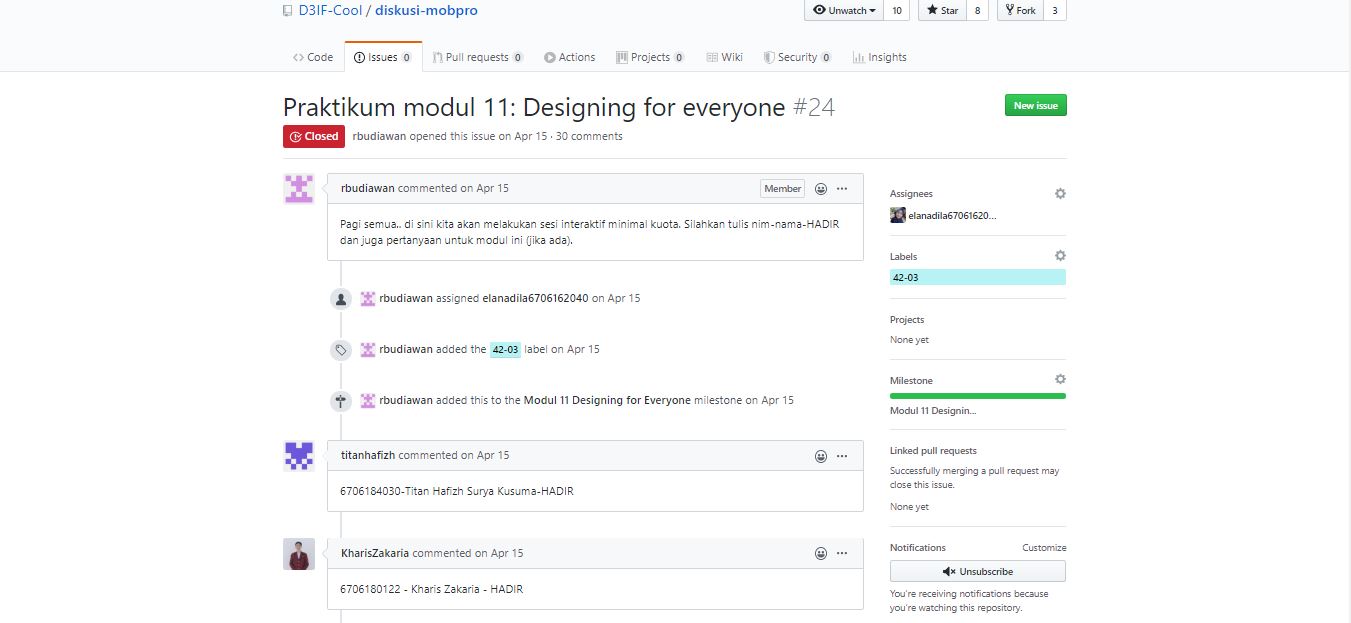 D3IF-Cool / diskusi-mobpro
Unwatch 10 Star 8 Fork 3
Code Issues 0 Pull requests 0 Actions Projects 0 Wiki Security 0 Insights
Praktikum modul 11: Designing for everyone #24
New issue
Closed rbudiawan opened this issue on Apr 15 · 30 comments
rbudiawan commented on Apr 15 Member
Pagi semua.. di sini kita akan melakukan sesi interaktif minimal kuota. Silahkan tulis nim-nama-HADIR
dan juga pertanyaan untuk modul ini (jika ada).
rbudiawan assigned elanadila6706162040 on Apr 15
rbudiawan added the 42-03 label on Apr 15
rbudiawan added this to the Modul 11 Designing for Everyone milestone on Apr 15
titanhafizh commented on Apr 15
6706184030-Titan Hafizh Surya Kusuma-HADIR
KharisZakaria commented on Apr 15
6706180122 - Kharis Zakaria - HADIR
Assignees
elanadila67061620...
Labels
42-03
Projects
None yet
Milestone
Modul 11 Designin...
Linked pull requests
Successfully merging a pull request may
close this issue.
None yet
Notifications Customize
Unsubscribe
You're receiving notifications because
you're watching this repository.